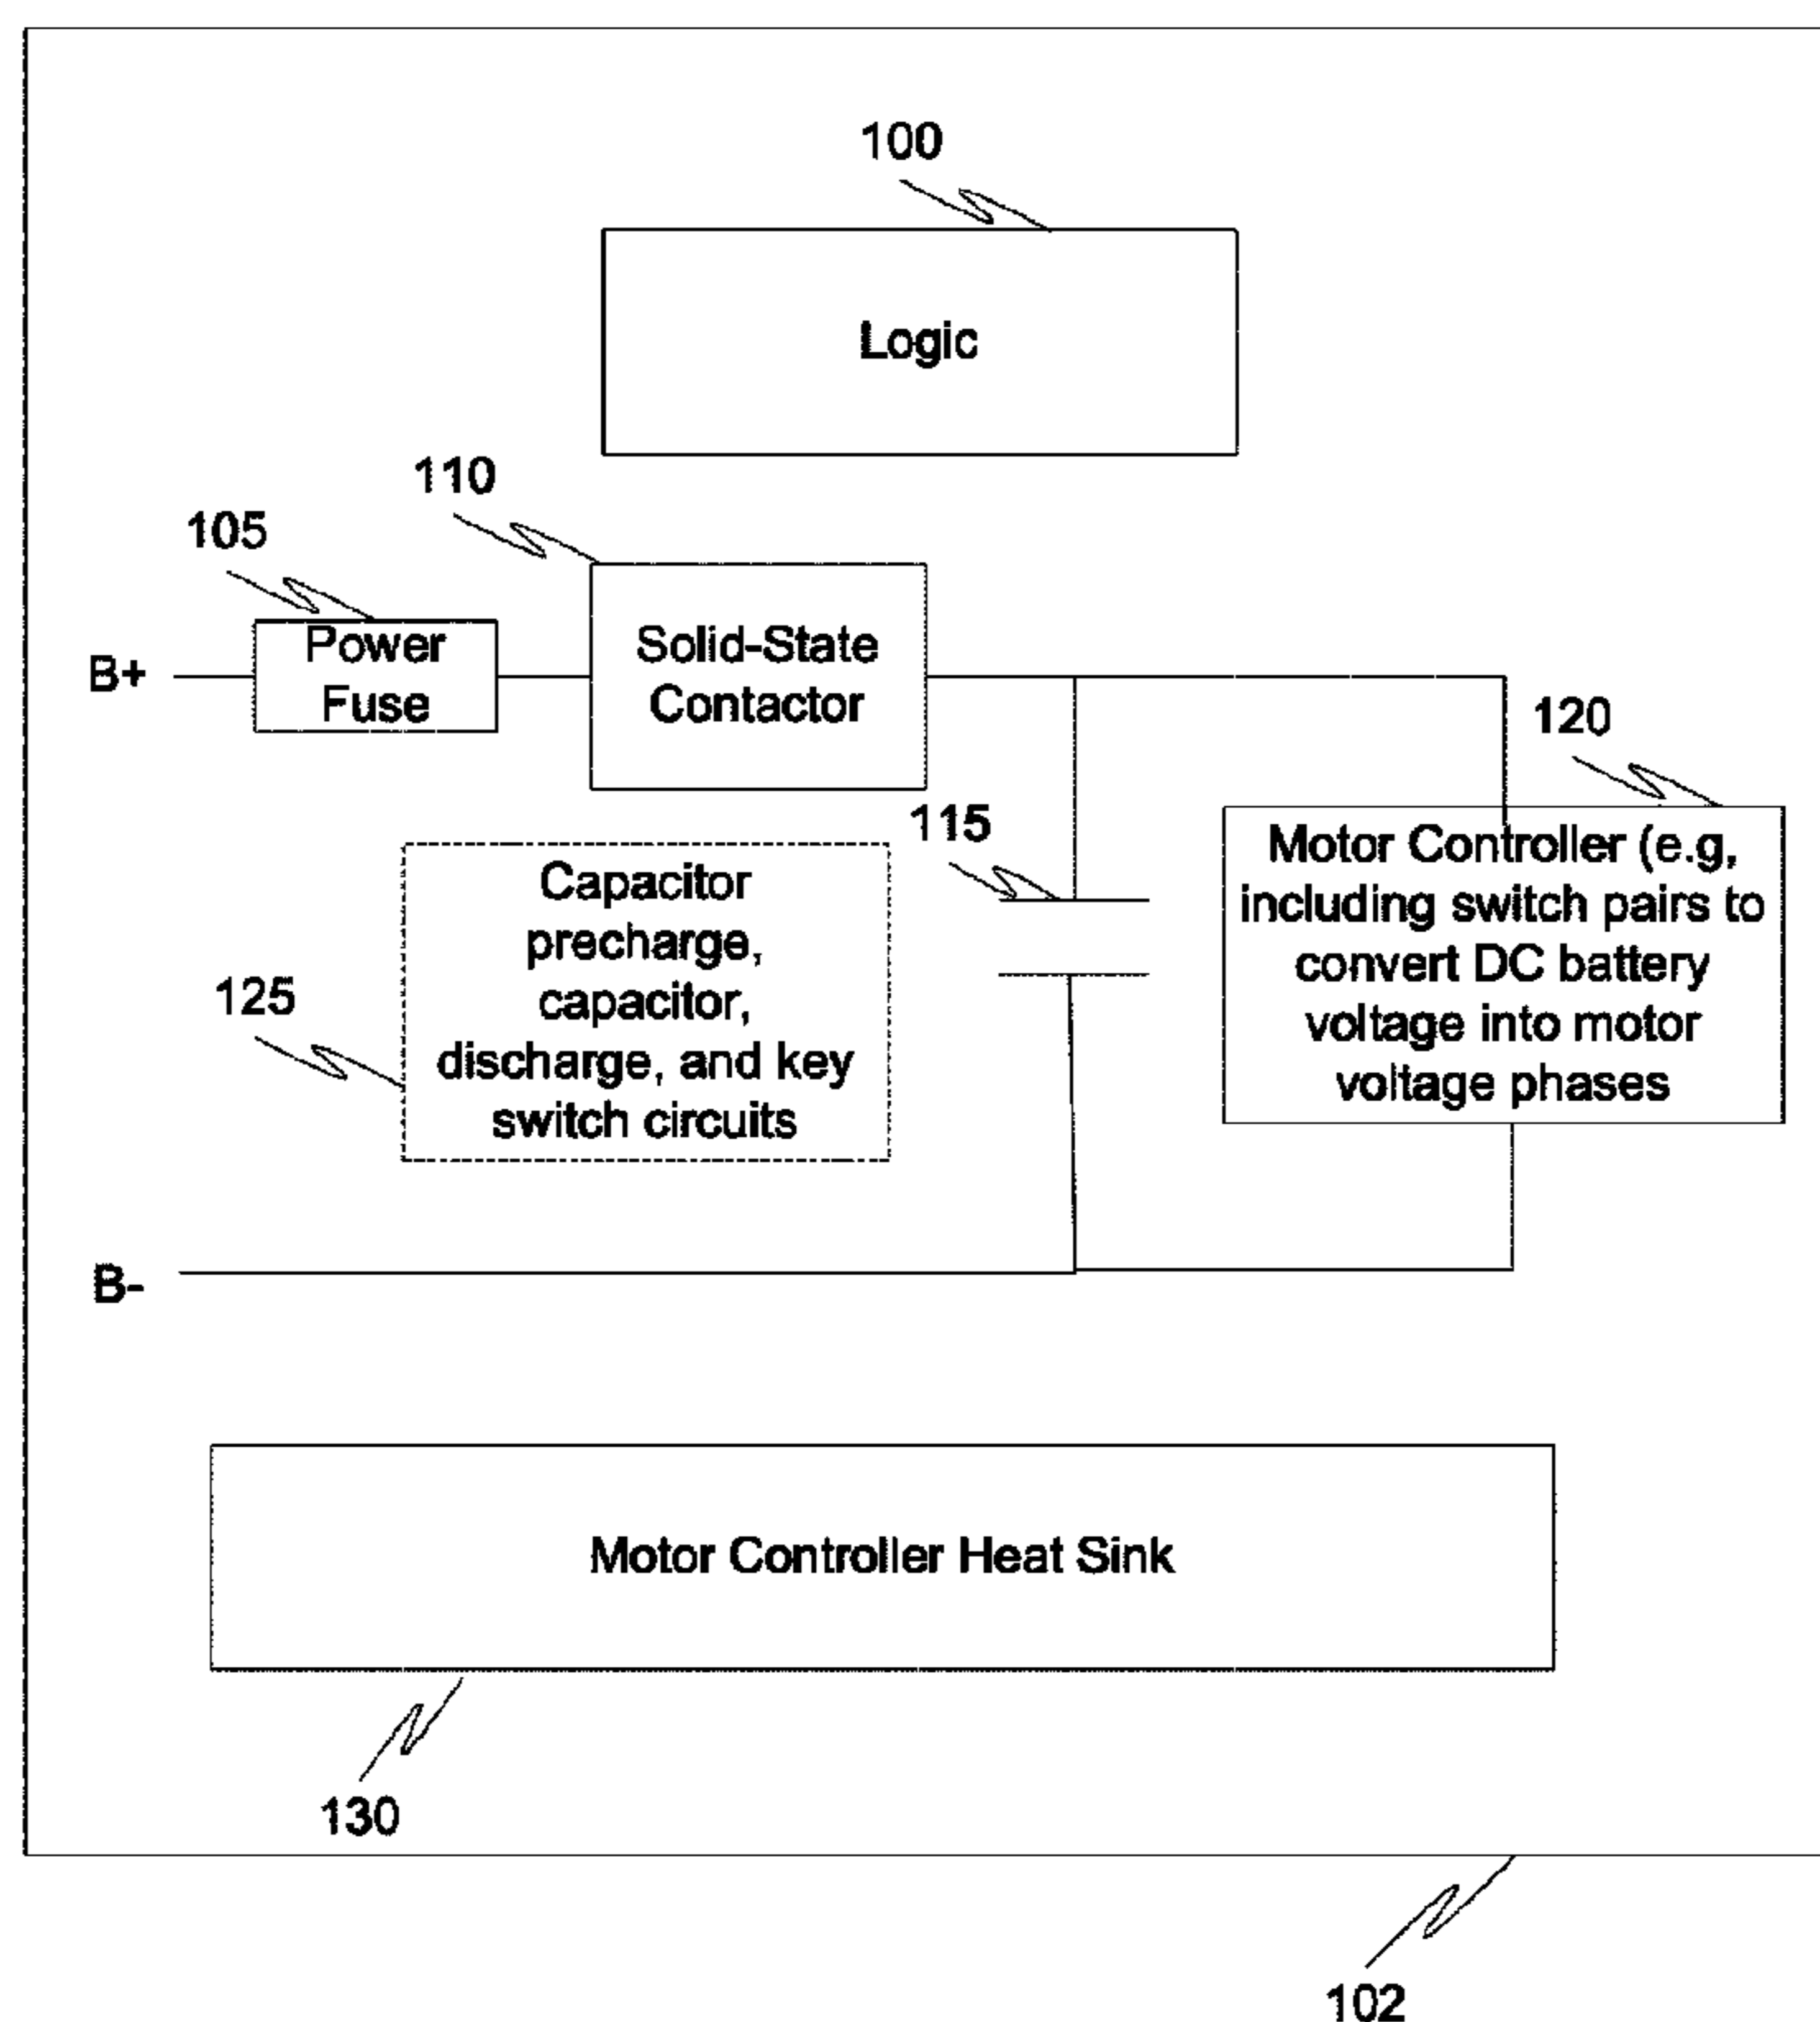 100
Logic
110
105
Power
Fuse
Solid-State
Contactor
B+
120
115
Motor Controller (e.g,
including switch pairs to
convert DC battery
voltage into motor
voltage phases
Capacitor
precharge,
capacitor,
discharge, and key
switch circuits
125
B-
Motor Controller Heat Sink
130
102